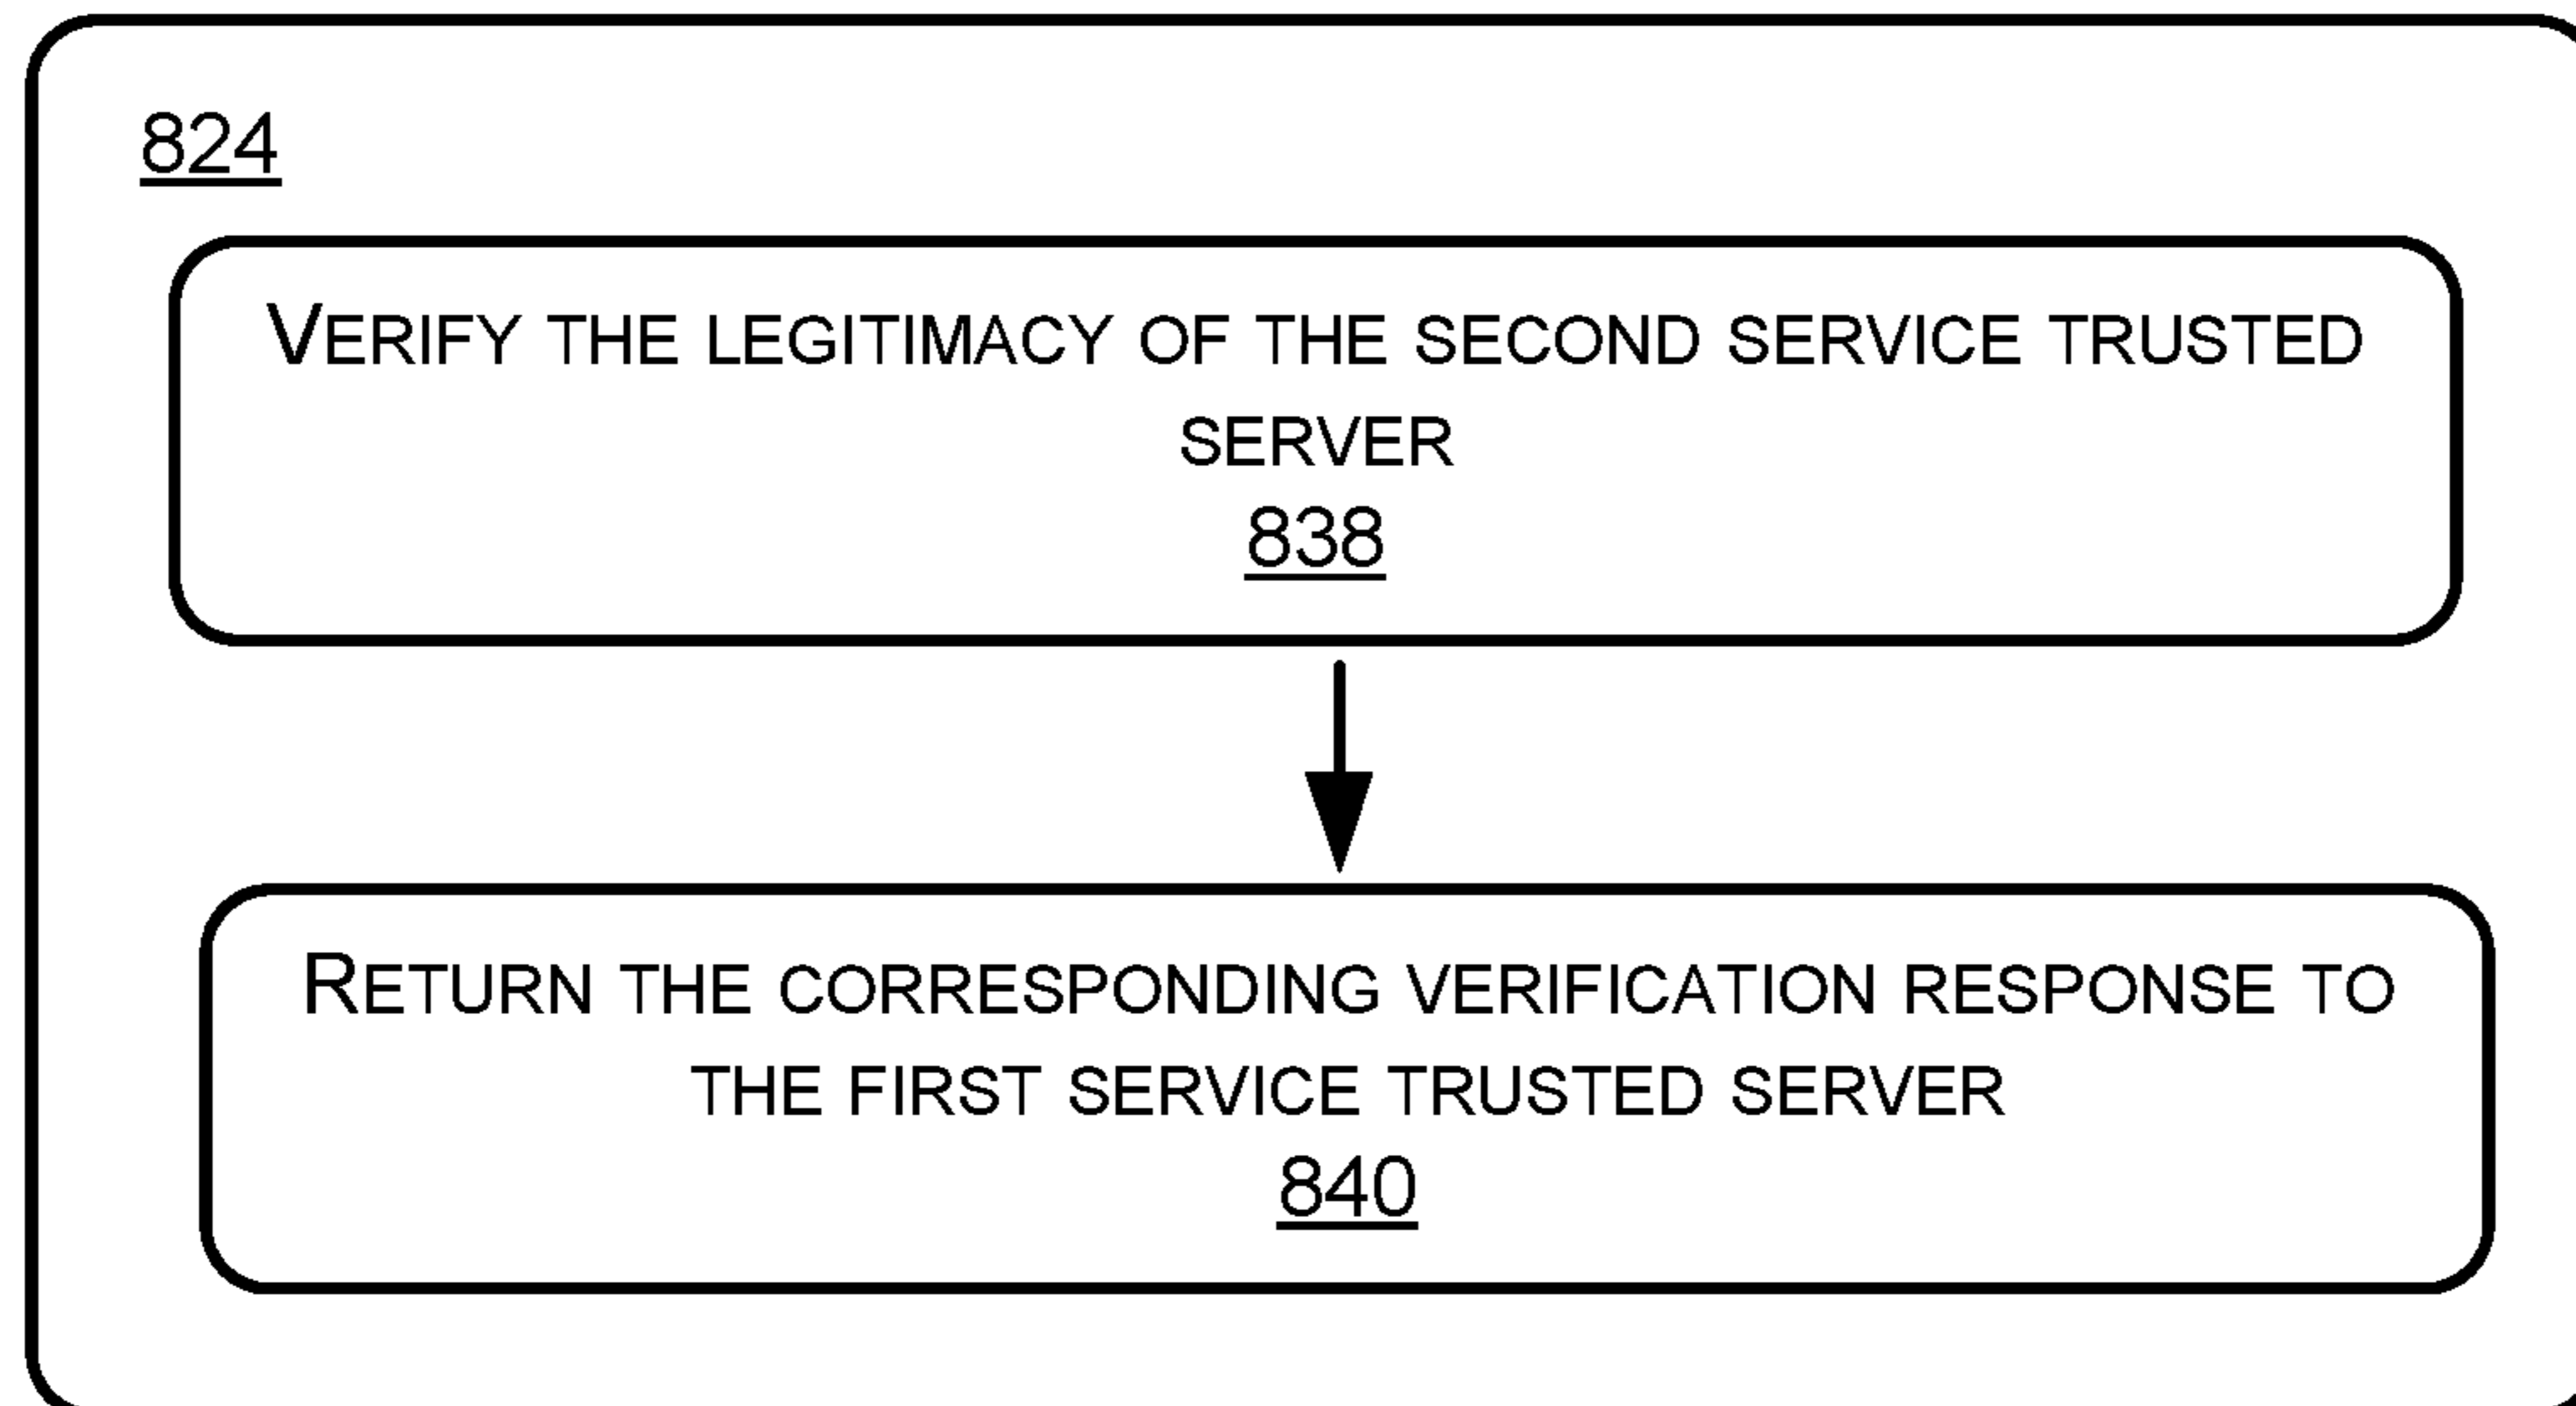 824
VERIFY THE LEGITIMACY OF THE SECOND SERVICE TRUSTED
SERVER
838
RETURN THE CORRESPONDING VERIFICATION RESPONSE TO
THE FIRST SERVICE TRUSTED SERVER
840